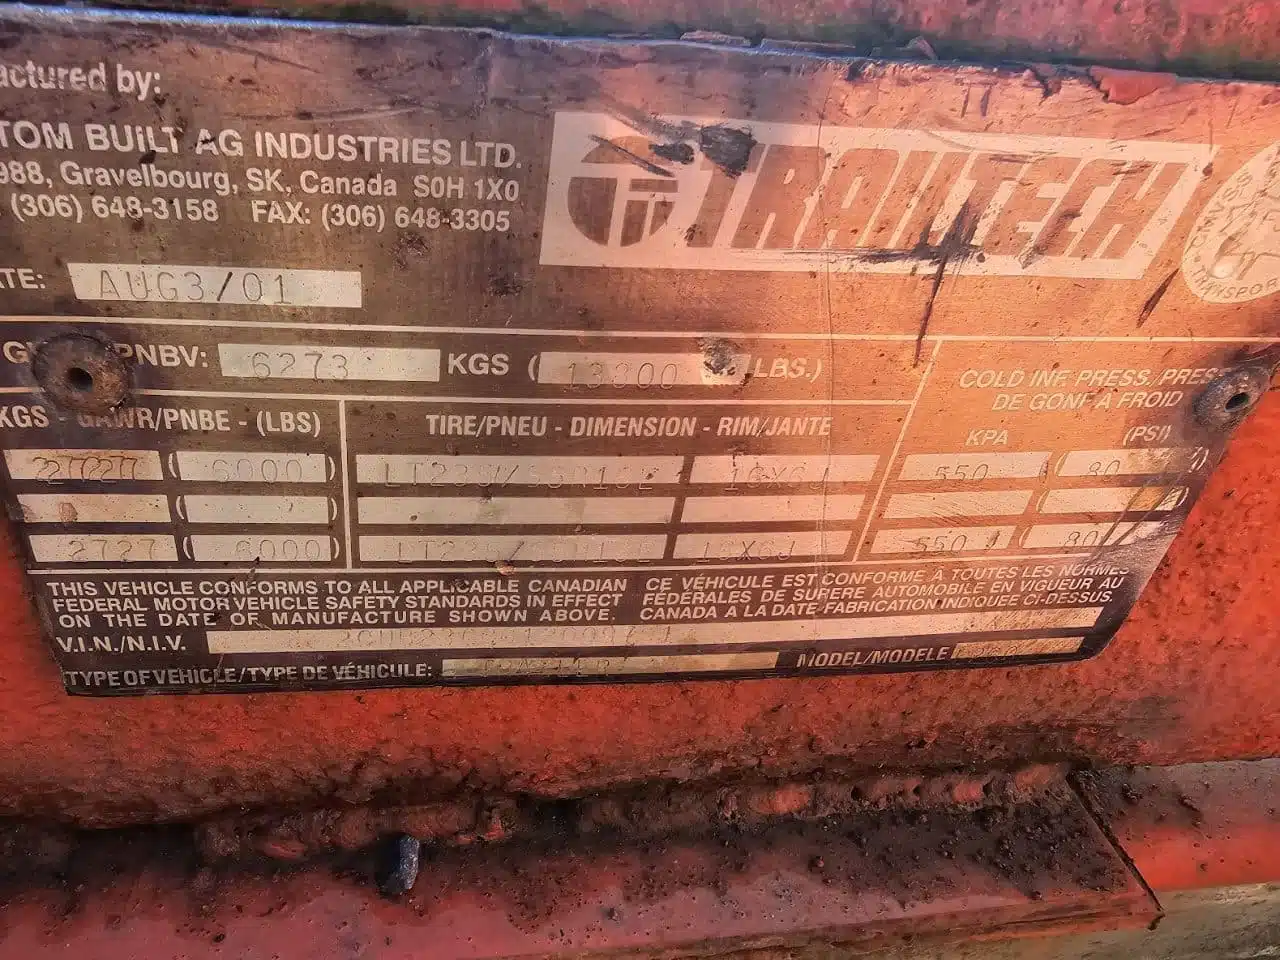 actured by:
TOM BUILT AG INDUSTRIES LTD.
988, Gravelbourg, SK, Canada S0H 1X0
(306) 648-3158 FAX: (306) 648-3305
TRAILTECH
TE: AUG3/01
PNBV: 6273 KGS ( 13800 LBS.)
COLD INF. PRESS./PRES
DE GONF A FROID
KGS - GAWR/PNBE - (LBS) TIRE/PNEU - DIMENSION - RIM/JANTE KPA (PSI)
2727 ( 6000 ) 16X6J 550 ( 80 )
2727 ( 6000 ) 16X6J 550 ( 80
THIS VEHICLE CONFORMS TO ALL APPLICABLE CANADIAN
FEDERAL MOTOR VEHICLE SAFETY STANDARDS IN EFFECT
ON THE DATE OF MANUFACTURE SHOWN ABOVE.
CE VÉHICULE EST CONFORME À TOUTES LES NORMES
FÉDÉRALES DE SURERE AUTOMOBILE EN VIGUEUR AU
CANADA A LA DATE FABRICATION INDIQUEE CI-DESSUS.
V.I.N./N.I.V.
TYPE OF VEHICLE/TYPE DE VÉHICULE: MODEL/MODELE